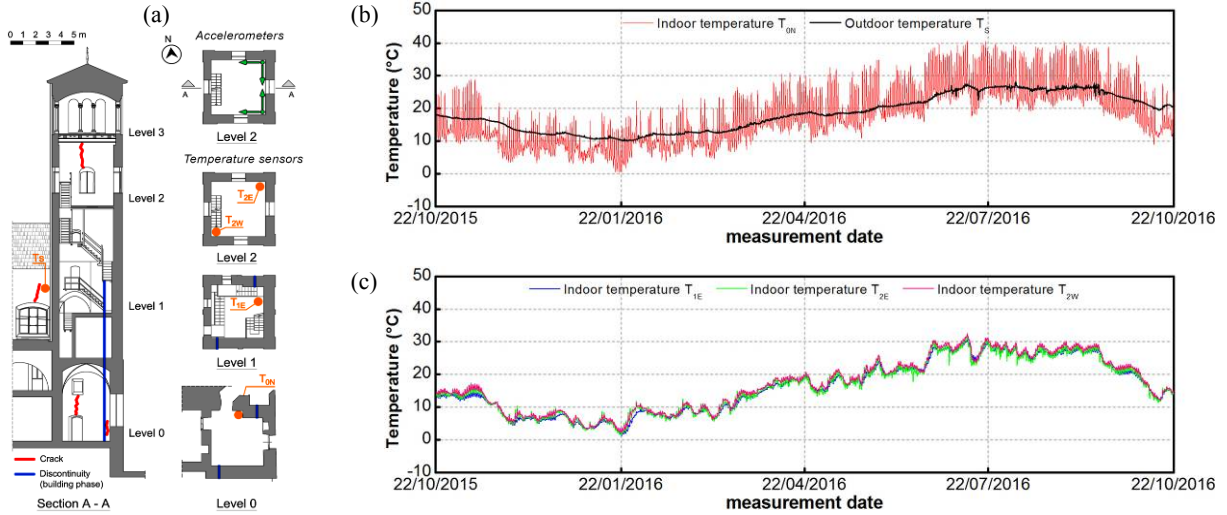 (a)
0 1 2 3 4 5 m
N
Accelerometers
A
A
Level 2
Level 3
Temperature sensors
T2E
T2W
Level 2
Level 2
TS
T1E
Level 1
Level 1
T0N
Level 0
Level 0
Crack
Discontinuity
(building phase)
Section A - A
(b)
Indoor temperature T0N
Outdoor temperature TS
Temperature (°C)
50
40
30
20
10
0
-10
22/10/2015
22/01/2016
22/04/2016
22/07/2016
22/10/2016
measurement date
(c)
Indoor temperature T1E
Indoor temperature T2E
Indoor temperature T2W
Temperature (°C)
50
40
30
20
10
0
-10
22/10/2015
22/01/2016
22/04/2016
22/07/2016
22/10/2016
measurement date